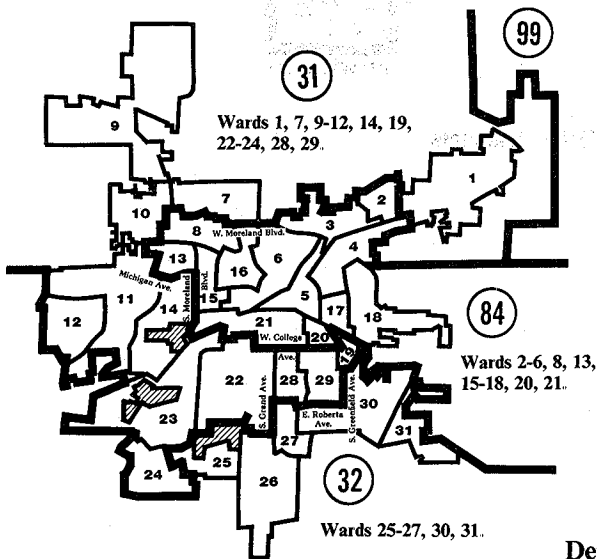 99
31
Wards 1, 7, 9-12, 14, 19,
22-24, 28, 29.
9
1
7
2
10
3
8
W. Moreland Blvd.
4
13
6
16
Michigan Ave.
11
S. Moreland
Blvd.
15
14
5
17
18
12
84
21
W. College
Ave.
20
19
Wards 2-6, 8, 13,
15-18, 20, 21.
22
S. Grand Ave.
28
29
S. Greenfield Ave.
30
E. Roberta
Ave.
23
27
31
24
25
26
32
Wards 25-27, 30, 31.
De